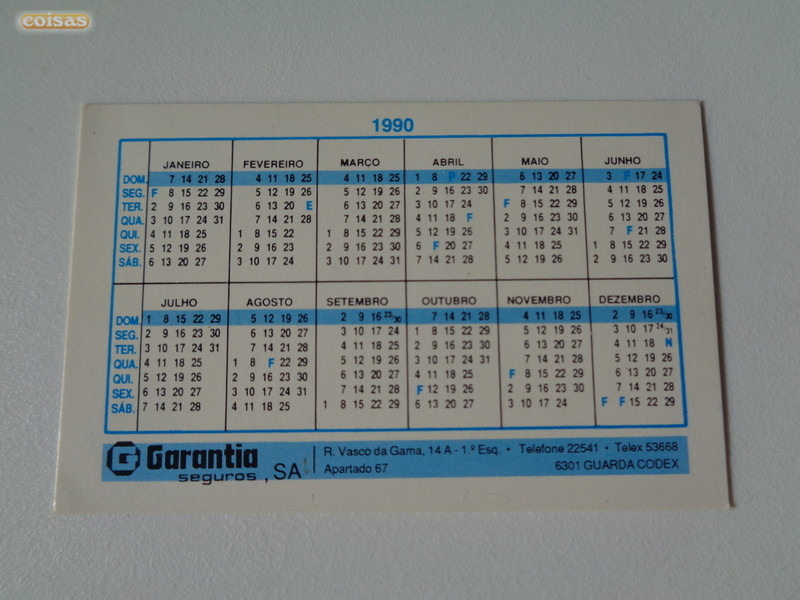 coisas
1990
JANEIRO FEVEREIRO MARÇO ABRIL MAIO JUNHO
DOM. 7 14 21 28 4 11 18 25 4 11 18 25 1 8 P 22 29 6 13 20 27 3 F 17 24
SEG. F 8 15 22 29 5 12 19 26 5 12 19 26 2 9 16 23 30 7 14 21 28 4 11 18 25
TER. 2 9 16 23 30 6 13 20 E 6 13 20 27 3 10 17 24 F 8 15 22 29 5 12 19 26
QUA. 3 10 17 24 31 7 14 21 28 7 14 21 28 4 11 18 F 2 9 16 23 30 6 13 20 27
QUI. 4 11 18 25 1 8 15 22 1 8 15 22 29 5 12 19 26 3 10 17 24 31 7 F 21 28
SEX. 5 12 19 26 2 9 16 23 2 9 16 23 30 6 F 20 27 4 11 18 25 1 8 15 22 29
SÁB. 6 13 20 27 3 10 17 24 3 10 17 24 31 7 14 21 28 5 12 19 26 2 9 16 23 30
JULHO AGOSTO SETEMBRO OUTUBRO NOVEMBRO DEZEMBRO
DOM. 1 8 15 22 29 5 12 19 26 2 9 16 23/30 7 14 21 28 4 11 18 25 2 9 16 23/30
SEG. 2 9 16 23 30 6 13 20 27 3 10 17 24 1 8 15 22 29 5 12 19 26 3 10 17 24/31
TER. 3 10 17 24 31 7 14 21 28 4 11 18 25 2 9 16 23 30 6 13 20 27 4 11 18 N
QUA. 4 11 18 25 1 8 F 22 29 5 12 19 26 3 10 17 24 31 7 14 21 28 5 12 19 26
QUI. 5 12 19 26 2 9 16 23 30 6 13 20 27 4 11 18 25 F 8 15 22 29 6 13 20 27
SEX. 6 13 20 27 3 10 17 24 31 7 14 21 28 F 12 19 26 2 9 16 23 30 7 14 21 28
SÁB. 7 14 21 28 4 11 18 25 1 8 15 22 29 6 13 20 27 3 10 17 24 F F 15 22 29
G Garantia
seguros, SA
R. Vasco da Gama, 14 A - 1.º Esq. • Telefone 22541 • Telex 53668
Apartado 67 6301 GUARDA CODEX